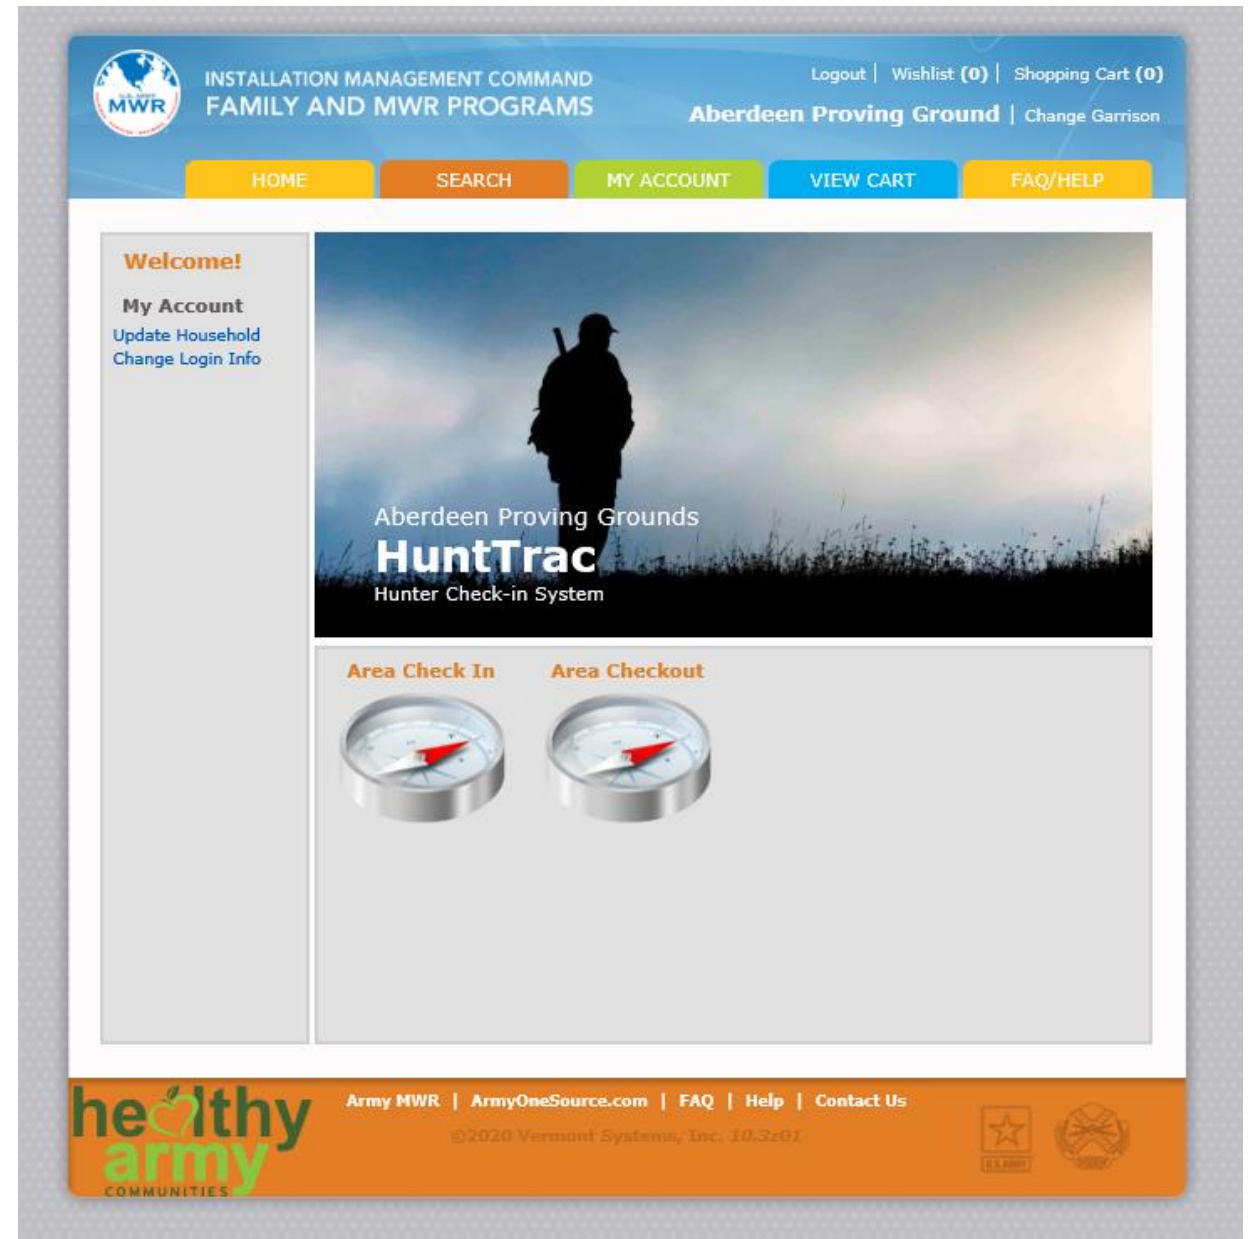 MWR
INSTALLATION MANAGEMENT COMMAND
FAMILY AND MWR PROGRAMS
Logout | Wishlist (0) | Shopping Cart (0)
Aberdeen Proving Ground | Change Garrison
HOME SEARCH MY ACCOUNT VIEW CART FAQ/HELP
Welcome!
My Account
Update Household
Change Login Info
Aberdeen Proving Grounds
HuntTrac
Hunter Check-in System
Area Check In Area Checkout
healthy
army
COMMUNITIES
Army MWR | ArmyOneSource.com | FAQ | Help | Contact Us
©2020 Vermont Systems, Inc. 10.3z01
U.S. ARMY